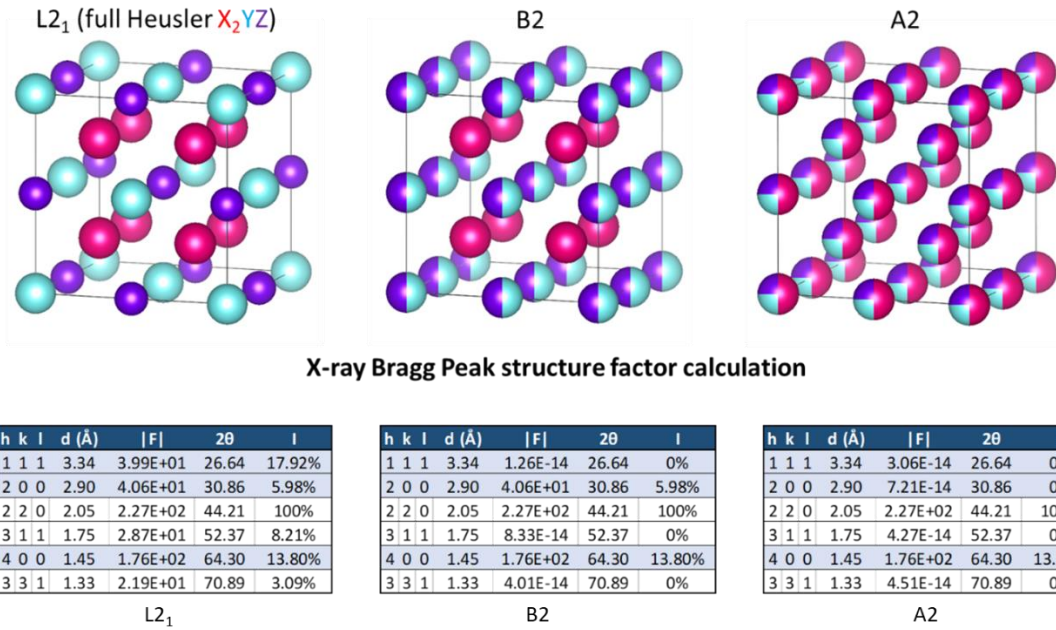 L2₁ (full Heusler X₂YZ)
B2
A2
X-ray Bragg Peak structure factor calculation
h k l d (Å) |F| 2θ I
1 1 1 3.34 3.99E+01 26.64 17.92%
2 0 0 2.90 4.06E+01 30.86 5.98%
2 2 0 2.05 2.27E+02 44.21 100%
3 1 1 1.75 2.87E+01 52.37 8.21%
4 0 0 1.45 1.76E+02 64.30 13.80%
3 3 1 1.33 2.19E+01 70.89 3.09%
L2₁
h k l d (Å) |F| 2θ I
1 1 1 3.34 1.26E-14 26.64 0%
2 0 0 2.90 4.06E+01 30.86 5.98%
2 2 0 2.05 2.27E+02 44.21 100%
3 1 1 1.75 8.33E-14 52.37 0%
4 0 0 1.45 1.76E+02 64.30 13.80%
3 3 1 1.33 4.01E-14 70.89 0%
B2
h k l d (Å) |F| 2θ
1 1 1 3.34 3.06E-14 26.64 0
2 0 0 2.90 7.21E-14 30.86 0
2 2 0 2.05 2.27E+02 44.21 10
3 1 1 1.75 4.27E-14 52.37 0
4 0 0 1.45 1.76E+02 64.30 13.
3 3 1 1.33 4.51E-14 70.89 0
A2